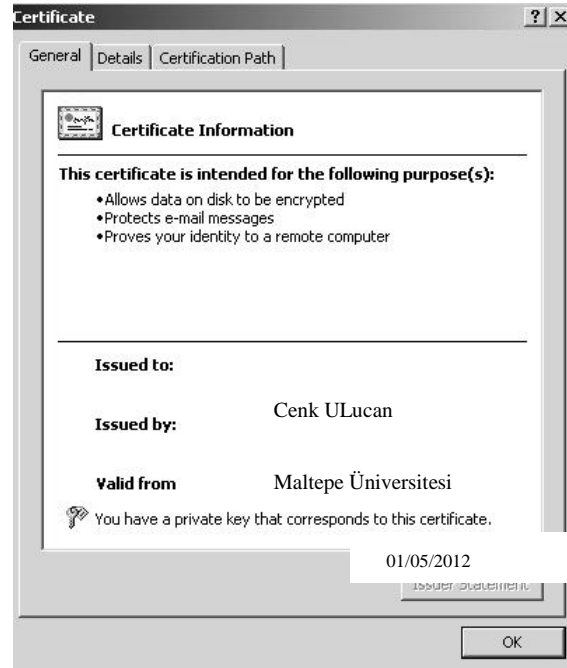 Certificate
General Details Certification Path
Certificate Information
This certificate is intended for the following purpose(s):
•Allows data on disk to be encrypted
•Protects e-mail messages
•Proves your identity to a remote computer
Issued to:
Cenk ULucan
Issued by:
Valid from Maltepe Üniversitesi
You have a private key that corresponds to this certificate.
01/05/2012
Issuer Statement
OK